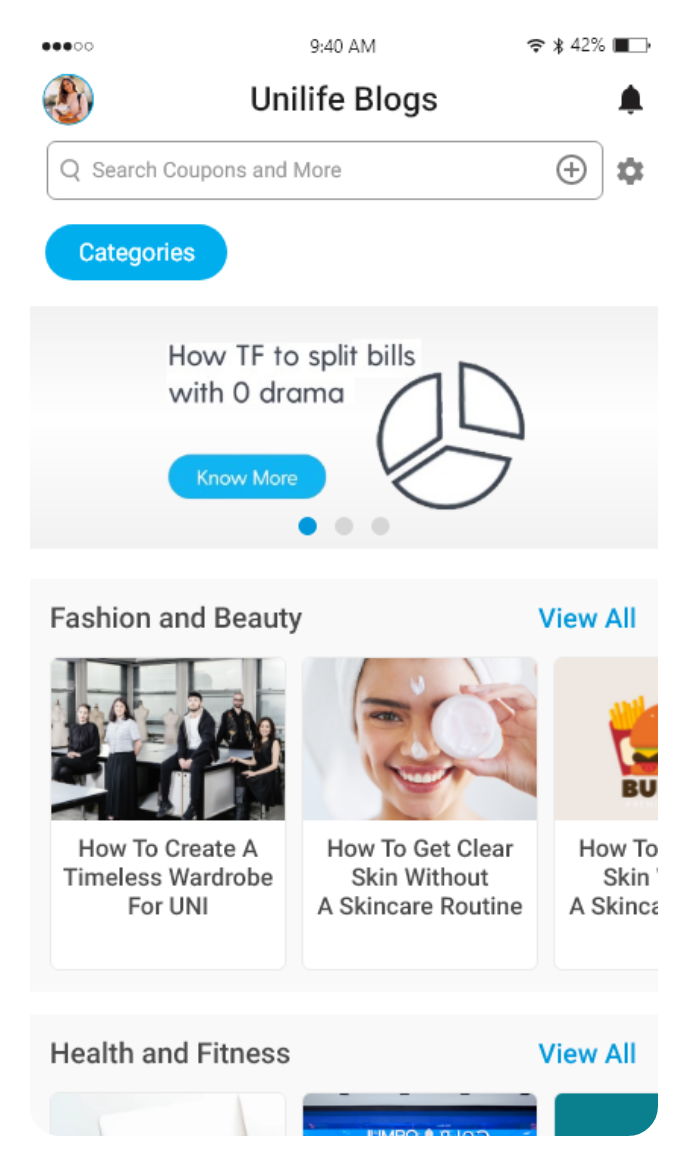 9:40 AM
42%
Unilife Blogs
Search Coupons and More
Categories
How TF to split bills
with 0 drama
Know More
Fashion and Beauty
View All
How To Create A
Timeless Wardrobe
For UNI
How To Get Clear
Skin Without
A Skincare Routine
BU
How To
Skin
A Skinca
Health and Fitness
View All